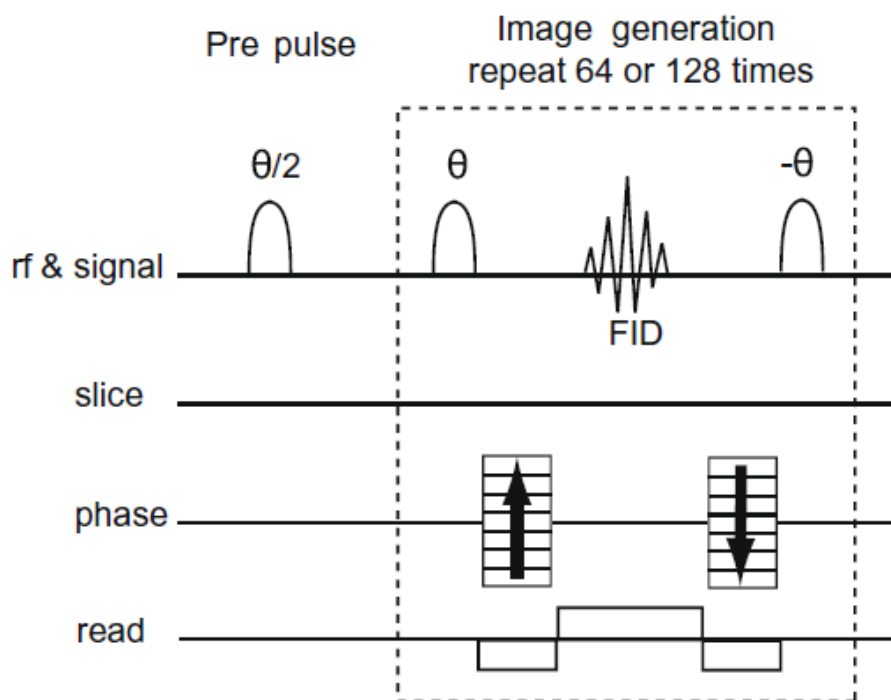 Pre pulse
Image generation
repeat 64 or 128 times
θ/2
θ
-θ
rf & signal
FID
slice
phase
read